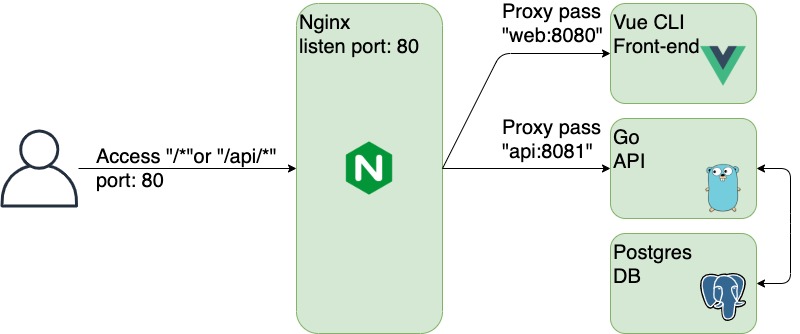 Nginx
listen port: 80
Access "/*"or "/api/*"
port: 80
N
Proxy pass
"web:8080"
Vue CLI
Front-end
Proxy pass
"api:8081"
Go
API
Postgres
DB